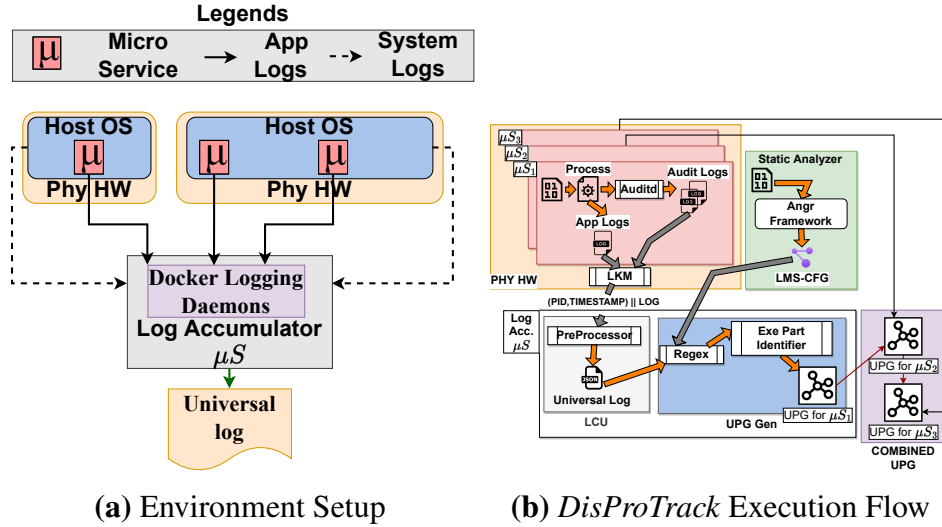 Legends
μ Micro Service App Logs System Logs
Host OS
μ
Phy HW
Host OS
μ μ
Phy HW
Docker Logging
Daemons
Log Accumulator
μS
Universal
log
(a) Environment Setup
μS3
μS2
μS1
Process
Audit Logs
01
10
Auditd
LOG
LOG
App Logs
LOG
PHY HW
LKM
(PID,TIMESTAMP) || LOG
Static Analyzer
01
10
Angr
Framework
LMS-CFG
Log
Acc.
μS
PreProcessor
JSON
Universal Log
LCU
Regex
Exe Part
Identifier
UPG for μS1
UPG Gen
UPG for μS2
UPG for μS3
COMBINED
UPG
(b) DisProTrack Execution Flow